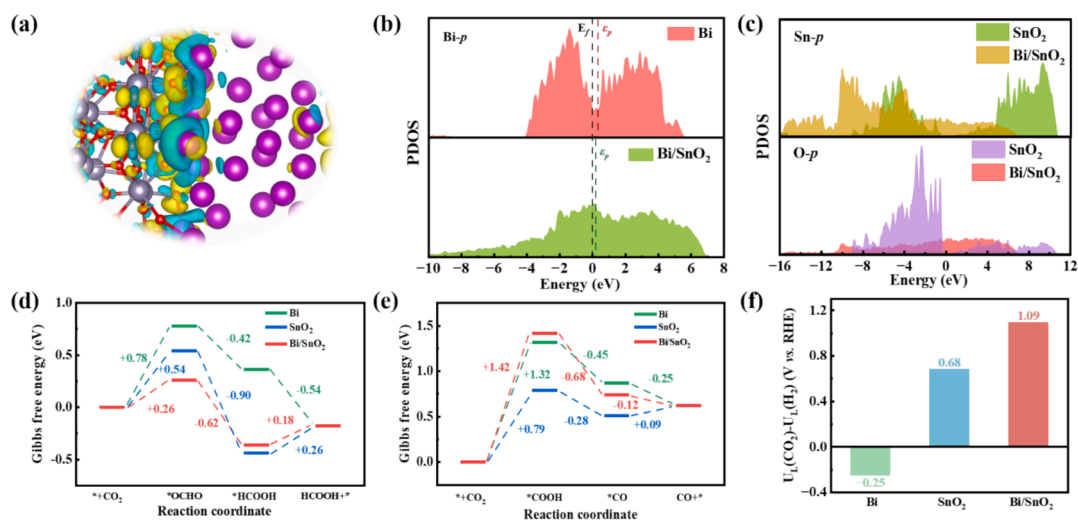 (a)
(b)
Bi-p
E_f
ε_p
Bi
ε_p
Bi/SnO₂
PDOS
−10 −8 −6 −4 −2 0 2 4 6 8
Energy (eV)
(c)
Sn-p
SnO₂
Bi/SnO₂
O-p
SnO₂
Bi/SnO₂
PDOS
−16 −12 −8 −4 0 4 8 12
Energy (eV)
(d)
Bi
SnO₂
Bi/SnO₂
Gibbs free energy (eV)
1.0
0.5
0.0
-0.5
+0.78
-0.42
+0.54
-0.90
-0.54
+0.26
-0.62
+0.18
+0.26
*+CO₂ *OCHO *HCOOH HCOOH+*
Reaction coordinate
(e)
Bi
SnO₂
Bi/SnO₂
Gibbs free energy (eV)
1.5
1.0
0.5
0.0
+1.42
+1.32
-0.45
-0.68
-0.25
-0.12
+0.79
-0.28
+0.09
*+CO₂ *COOH *CO CO+*
Reaction coordinate
(f)
U_L(CO₂)-U_L(H₂) (V vs. RHE)
1.2
0.8
0.4
0.0
−0.4
−0.25
0.68
1.09
Bi SnO₂ Bi/SnO₂